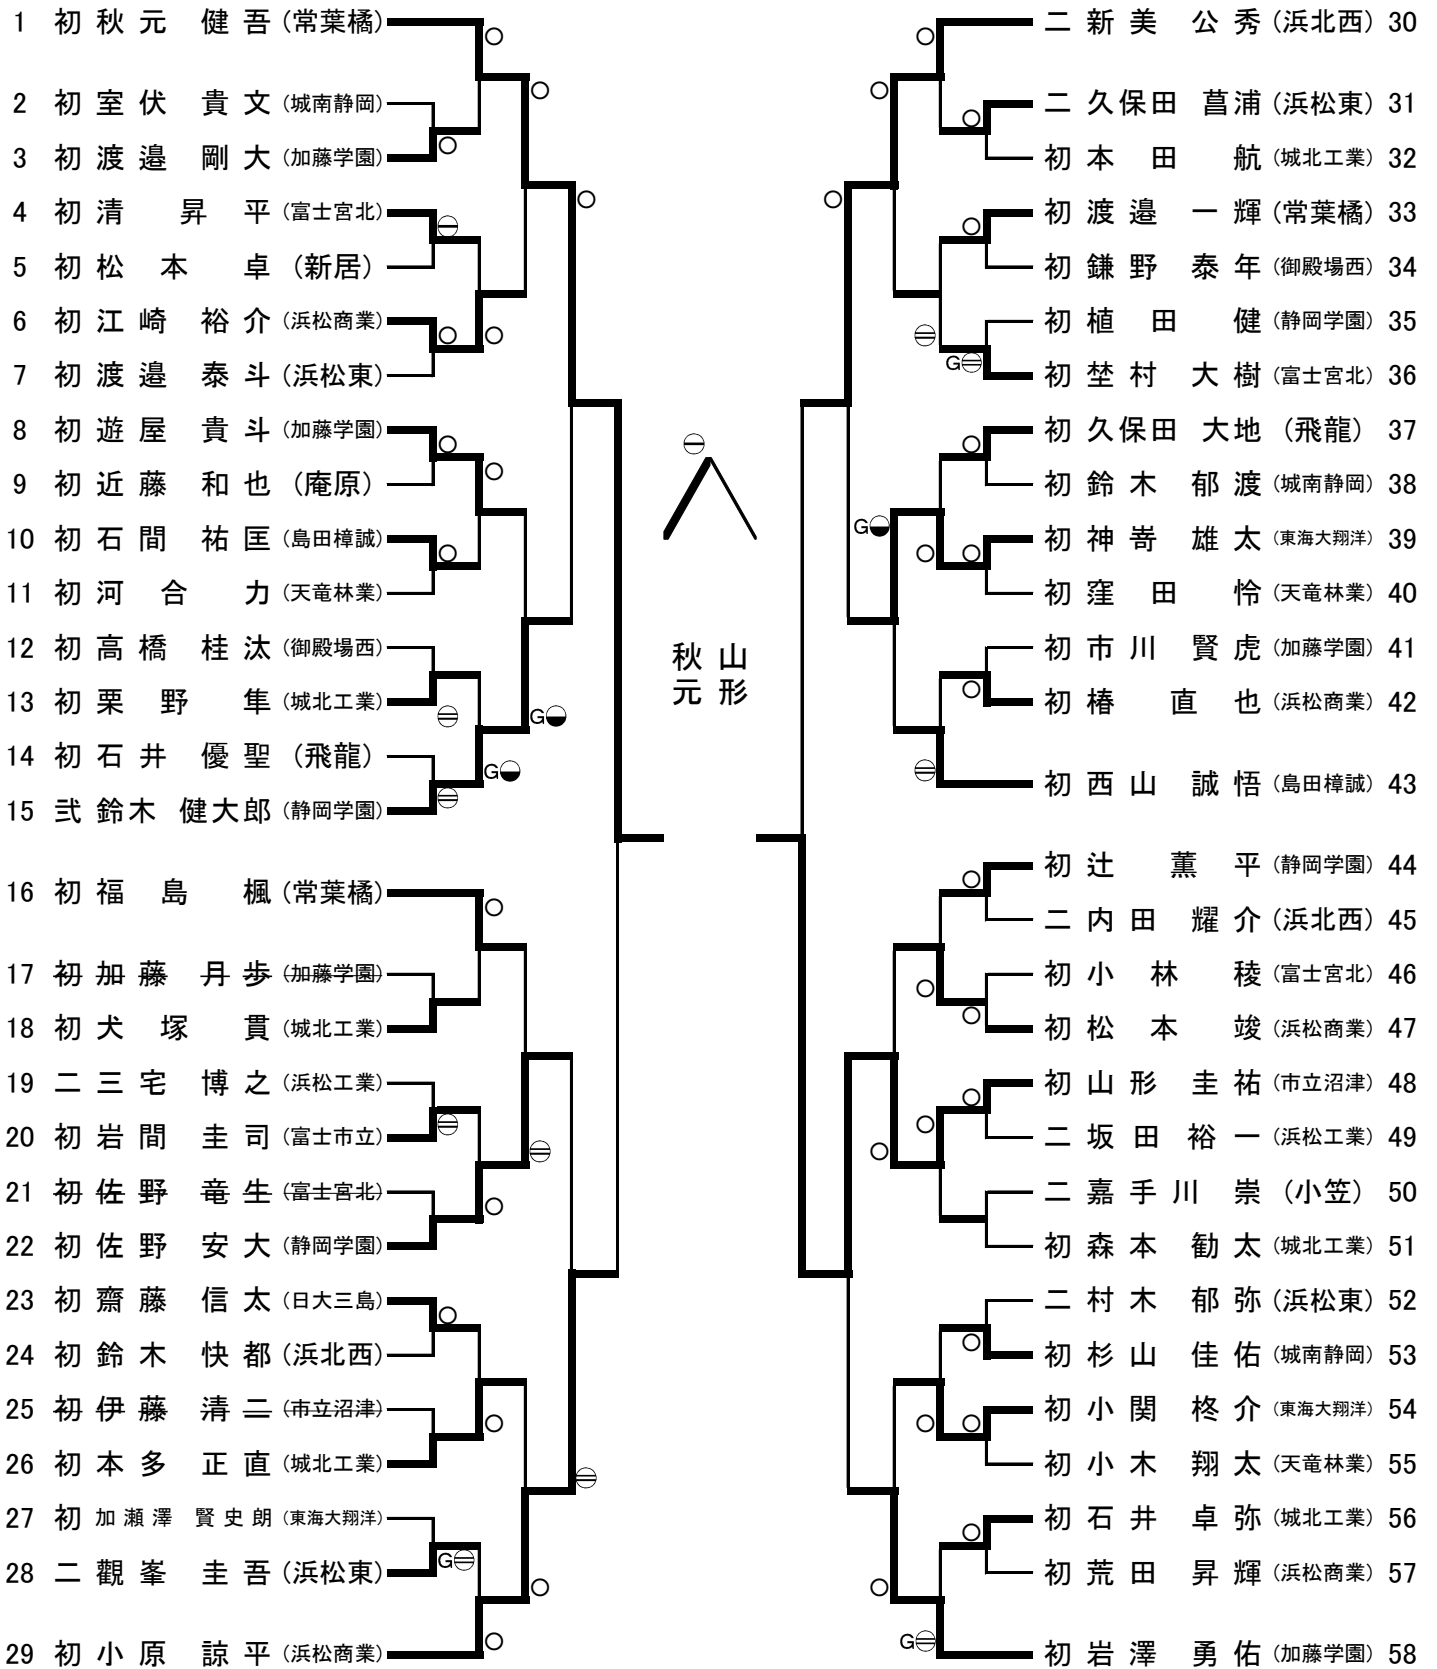 1 初 秋元 健吾 (常葉橘)
2 初 室伏 貴文 (城南静岡)
3 初 渡邉 剛大 (加藤学園)
4 初 清 昇平 (富士宮北)
5 初 松本 卓 (新居)
6 初 江崎 裕介 (浜松商業)
7 初 渡邉 泰斗 (浜松東)
8 初 遊屋 貴斗 (加藤学園)
9 初 近藤 和也 (庵原)
10 初 石間 祐匡 (島田樟誠)
11 初 河合 力 (天竜林業)
12 初 高橋 桂汰 (御殿場西)
13 初 栗野 隼 (城北工業)
G
14 初 石井 優聖 (飛龍)
G
15 弐 鈴木 健大郎 (静岡学園)
16 初 福島 楓 (常葉橘)
17 初 加藤 月歩 (加藤学園)
18 初 犬塚 貫 (城北工業)
19 二 三宅 博之 (浜松工業)
20 初 岩間 圭司 (富士市立)
21 初 佐野 竜生 (富士宮北)
22 初 佐野 安大 (静岡学園)
23 初 齋藤 信太 (日大三島)
24 初 鈴木 快都 (浜北西)
25 初 伊藤 清二 (市立沼津)
26 初 本多 正直 (城北工業)
27 初 加瀬澤 賢史朗 (東海大翔洋)
G
28 二 觀峯 圭吾 (浜松東)
29 初 小原 諒平 (浜松商業)
秋元
山形
二 新美 公秀 (浜北西) 30
二 久保田 菖浦 (浜松東) 31
初 本田 航 (城北工業) 32
初 渡邉 一輝 (常葉橘) 33
初 鎌野 泰年 (御殿場西) 34
初 植田 健 (静岡学園) 35
G
初 埜村 大樹 (富士宮北) 36
初 久保田 大地 (飛龍) 37
初 鈴木 郁渡 (城南静岡) 38
G
初 神嵜 雄太 (東海大翔洋) 39
初 窪田 怜 (天竜林業) 40
初 市川 賢虎 (加藤学園) 41
初 椿 直也 (浜松商業) 42
初 西山 誠悟 (島田樟誠) 43
初 辻 薫平 (静岡学園) 44
二 内田 耀介 (浜北西) 45
初 小林 稜 (富士宮北) 46
初 松本 竣 (浜松商業) 47
初 山形 圭祐 (市立沼津) 48
二 坂田 裕一 (浜松工業) 49
二 嘉手川 崇 (小笠) 50
初 森本 勧太 (城北工業) 51
二 村木 郁弥 (浜松東) 52
初 杉山 佳佑 (城南静岡) 53
初 小関 柊介 (東海大翔洋) 54
初 小木 翔太 (天竜林業) 55
初 石井 卓弥 (城北工業) 56
初 荒田 昇輝 (浜松商業) 57
G
初 岩澤 勇佑 (加藤学園) 58